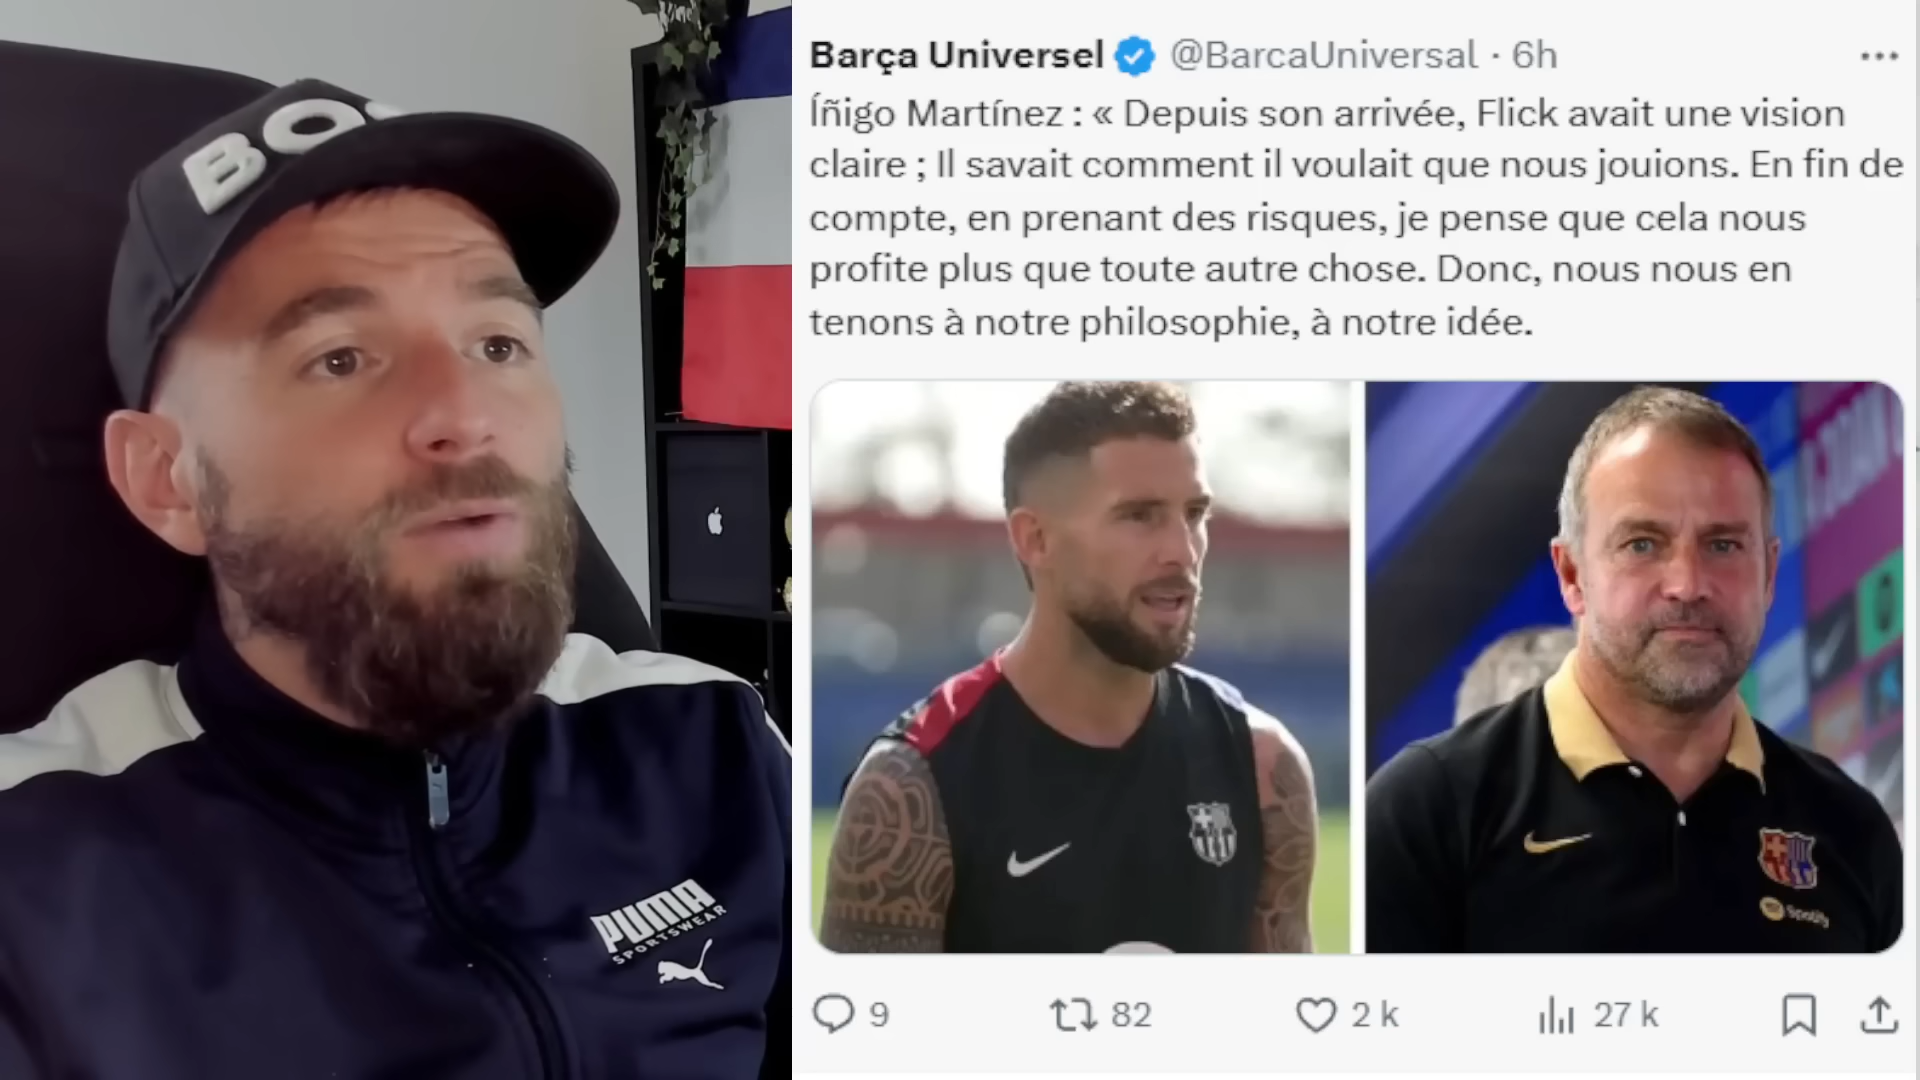 BO
PUMA
SPORTSWEAR
Barça Universel @BarcaUniversal · 6h
Íñigo Martínez : « Depuis son arrivée, Flick avait une vision
claire ; Il savait comment il voulait que nous jouions. En fin de
compte, en prenant des risques, je pense que cela nous
profite plus que toute autre chose. Donc, nous nous en
tenons à notre philosophie, à notre idée.
Spotify
9 82 2 k 27 k